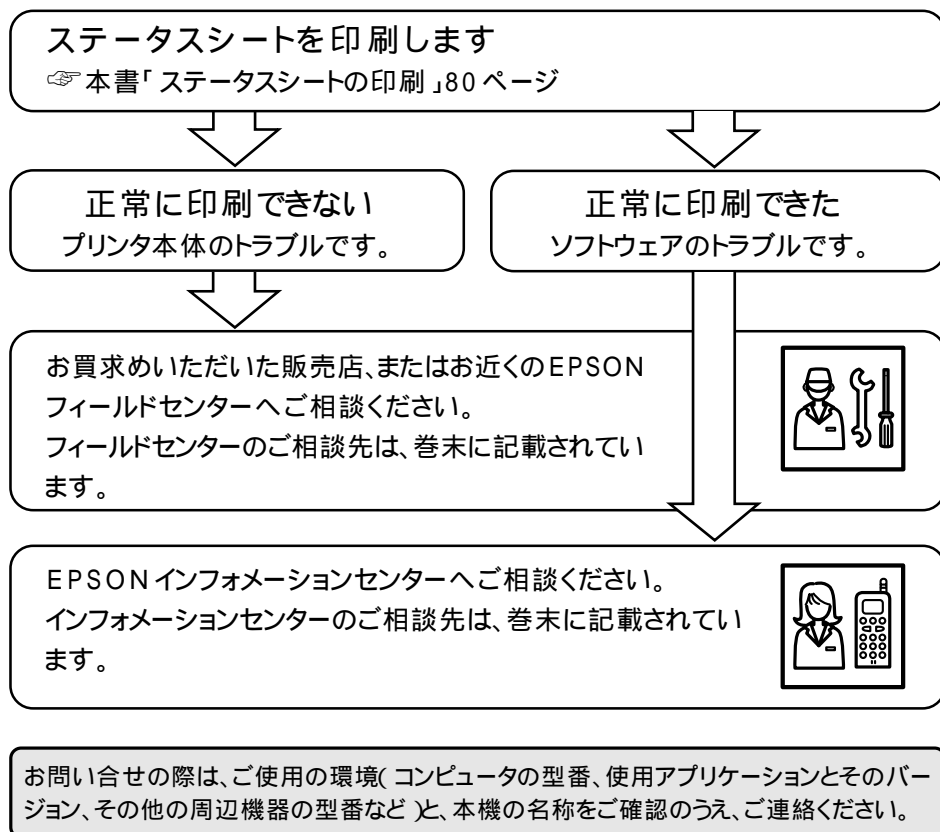 ステータスシートを印刷します
☞本書「ステータスシートの印刷」80ページ
正常に印刷できない
プリンタ本体のトラブルです。
正常に印刷できた
ソフトウェアのトラブルです。
お買求めいただいた販売店、またはお近くのEPSON
フィールドセンターへご相談ください。
フィールドセンターのご相談先は、巻末に記載されてい
ます。
EPSONインフォメーションセンターへご相談ください。
インフォメーションセンターのご相談先は、巻末に記載されてい
ます。
お問い合せの際は、ご使用の環境(コンピュータの型番、使用アプリケーションとそのバー
ジョン、その他の周辺機器の型番など)と、本機の名称をご確認のうえ、ご連絡ください。